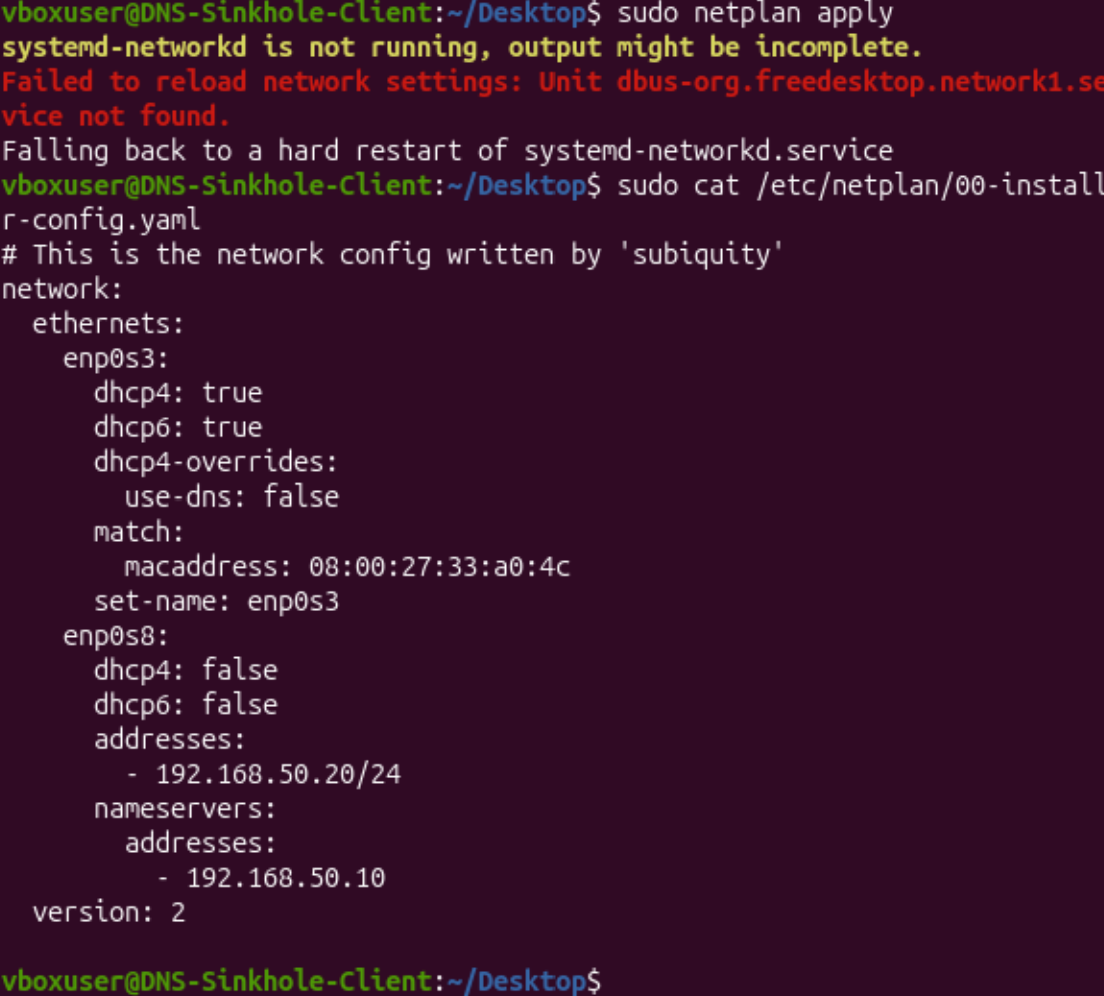 vboxuser@DNS-Sinkhole-Client:~/Desktop$ sudo netplan apply
systemd-networkd is not running, output might be incomplete.
Failed to reload network settings: Unit dbus-org.freedesktop.network1.se
vice not found.
Falling back to a hard restart of systemd-networkd.service
vboxuser@DNS-Sinkhole-Client:~/Desktop$ sudo cat /etc/netplan/00-install
r-config.yaml
# This is the network config written by 'subiquity'
network:
  ethernets:
    enp0s3:
      dhcp4: true
      dhcp6: true
      dhcp4-overrides:
        use-dns: false
      match:
        macaddress: 08:00:27:33:a0:4c
      set-name: enp0s3
    enp0s8:
      dhcp4: false
      dhcp6: false
      addresses:
        - 192.168.50.20/24
      nameservers:
        addresses:
          - 192.168.50.10
  version: 2
vboxuser@DNS-Sinkhole-Client:~/Desktop$